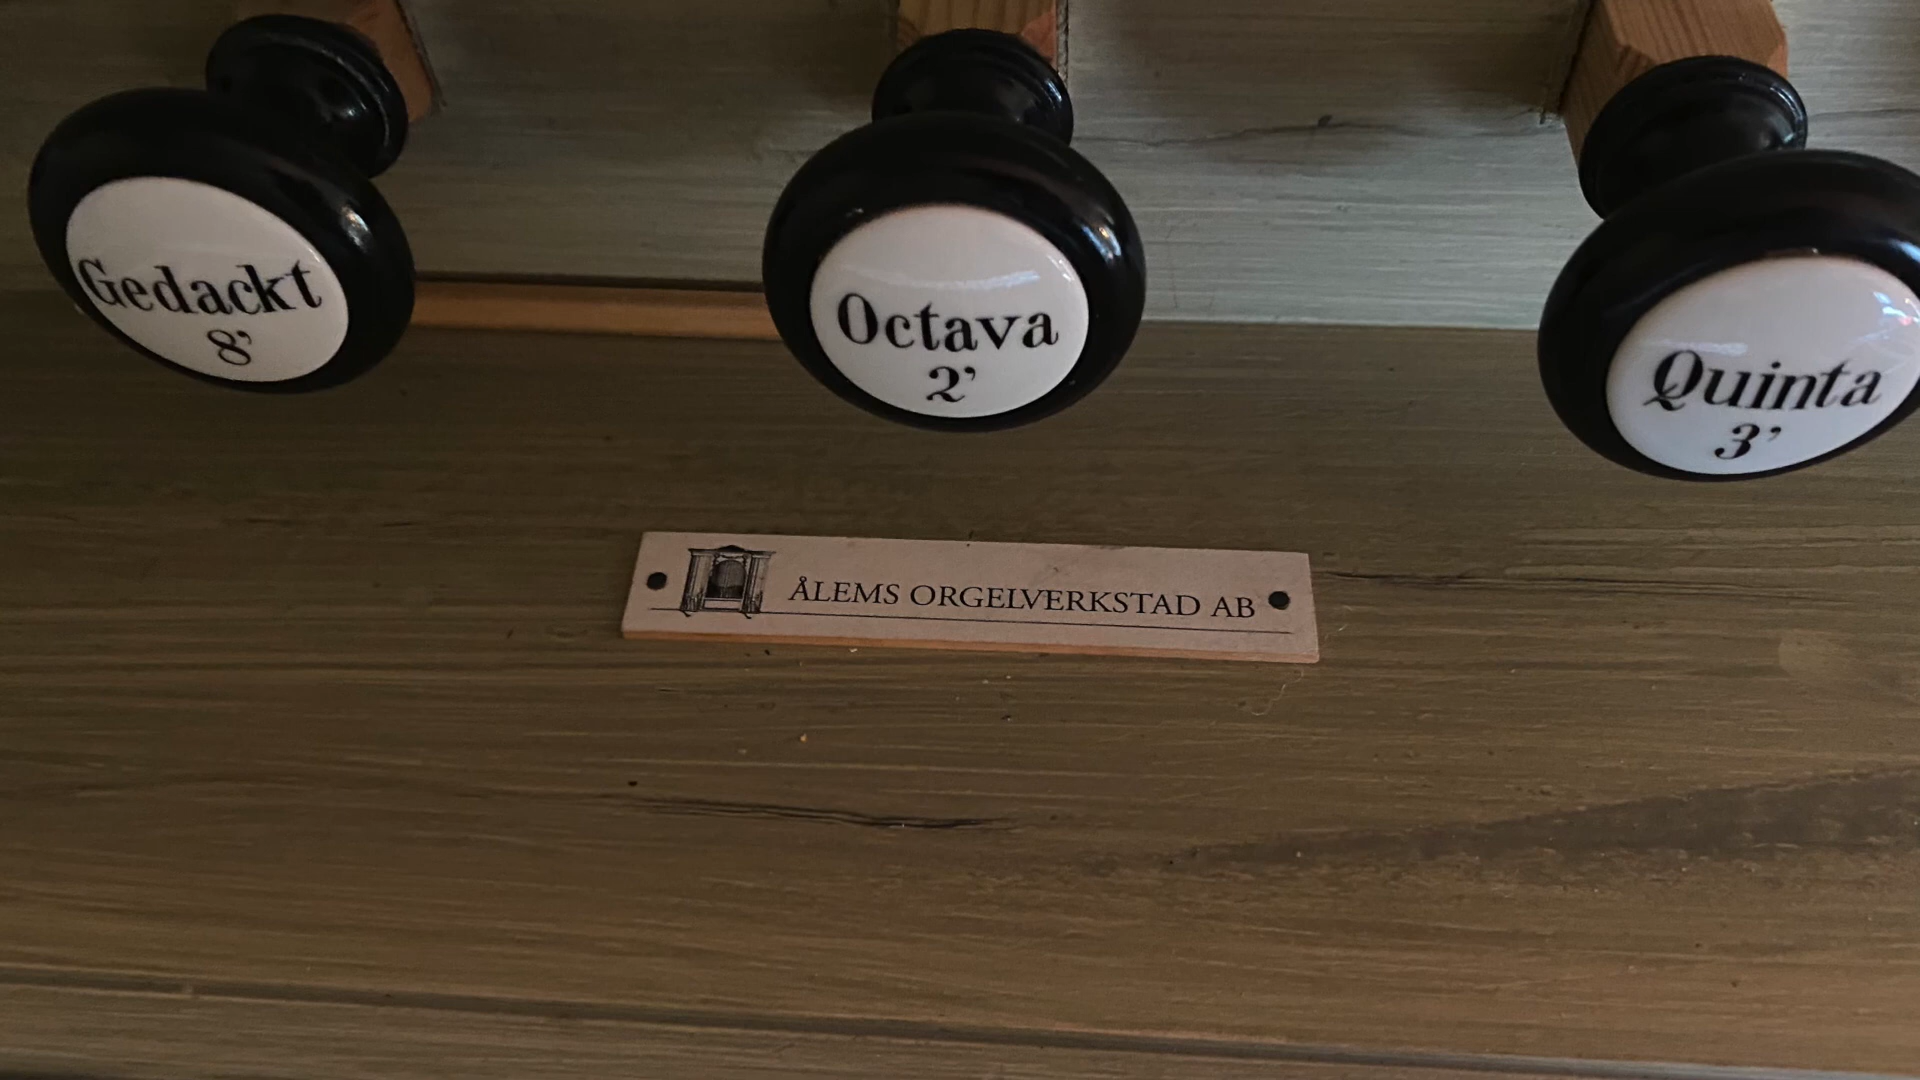 Gedackt
8'
Octava
2'
Quinta
3'
ÅLEMS ORGELVERKSTAD AB